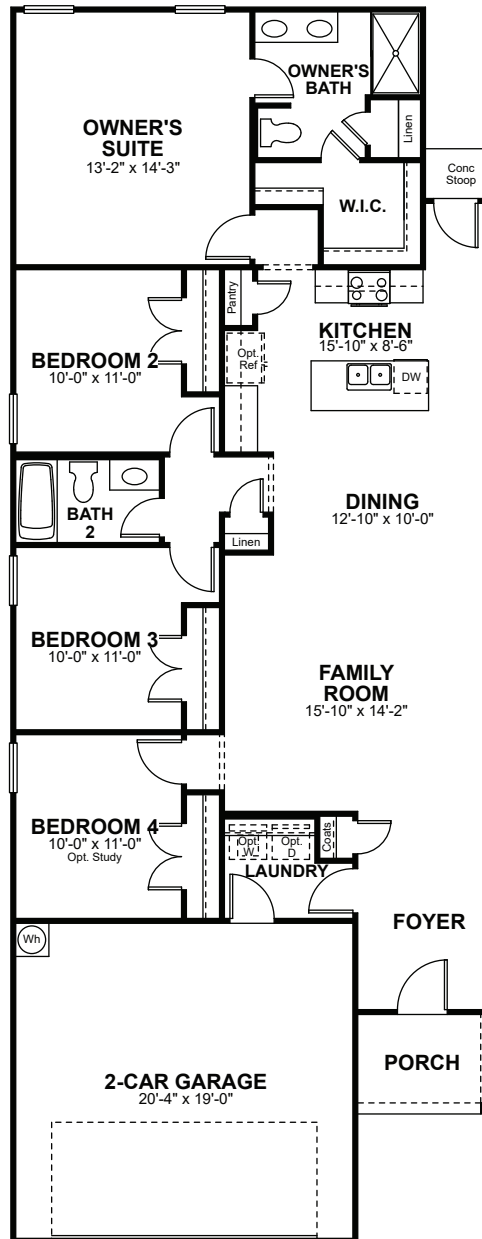 OWNER'S
BATH
OWNER'S
SUITE
13'-2" x 14'-3"
Linen
Conc
Stoop
W.I.C.
Pantry
KITCHEN
15'-10" x 8'-6"
Opt.
Ref
DW
BEDROOM 2
10'-0" x 11'-0"
BATH
2
Linen
DINING
12'-10" x 10'-0"
BEDROOM 3
10'-0" x 11'-0"
FAMILY
ROOM
15'-10" x 14'-2"
BEDROOM 4
10'-0" x 11'-0"
Opt. Study
Opt.
W
Opt.
D
Coats
LAUNDRY
FOYER
Wh
PORCH
2-CAR GARAGE
20'-4" x 19'-0"